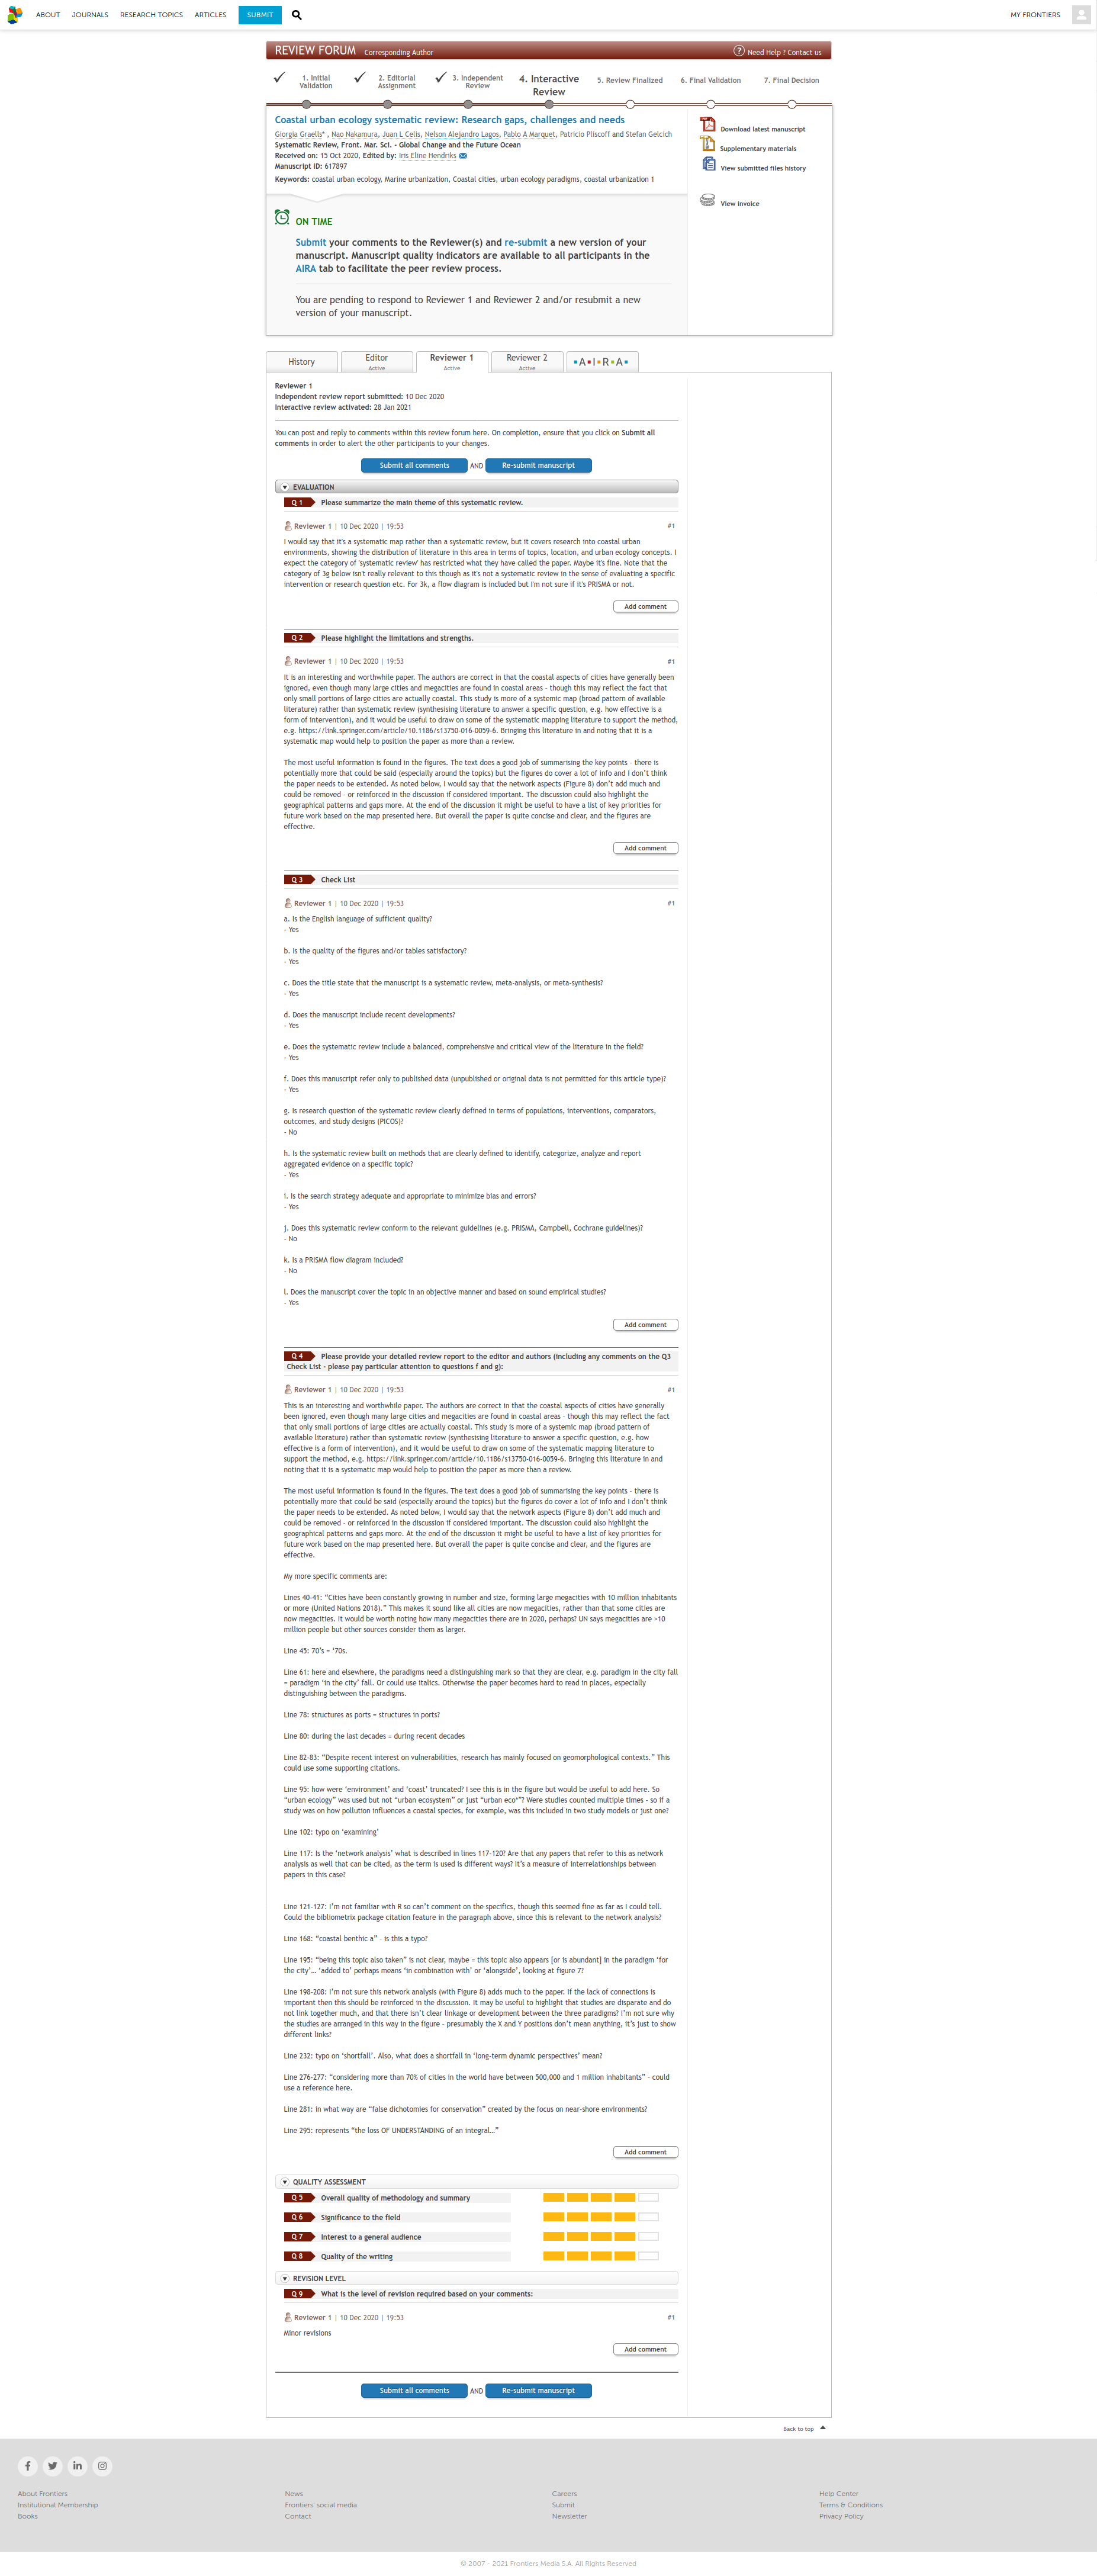 ABOUT JOURNALS RESEARCH TOPICS ARTICLES SUBMIT MY FRONTIERS
REVIEW FORUM Corresponding Author ? Need Help ? Contact us
1. Initial Validation
2. Editorial Assignment
3. Independent Review
4. Interactive Review
5. Review Finalized
6. Final Validation
7. Final Decision
Coastal urban ecology systematic review: Research gaps, challenges and needs
Giorgia Graells* , Nao Nakamura, Juan L Celis, Nelson Alejandro Lagos, Pablo A Marquet, Patricio Pliscoff and Stefan Gelcich
Systematic Review, Front. Mar. Sci. - Global Change and the Future Ocean
Received on: 15 Oct 2020, Edited by: Iris Eline Hendriks
Manuscript ID: 617897
Keywords: coastal urban ecology, Marine urbanization, Coastal cities, urban ecology paradigms, coastal urbanization 1
Download latest manuscript
Supplementary materials
View submitted files history
View invoice
ON TIME
Submit your comments to the Reviewer(s) and re-submit a new version of your
manuscript. Manuscript quality indicators are available to all participants in the
AIRA tab to facilitate the peer review process.
You are pending to respond to Reviewer 1 and Reviewer 2 and/or resubmit a new
version of your manuscript.
History
Editor
Active
Reviewer 1
Active
Reviewer 2
Active
A I R A
Reviewer 1
Independent review report submitted: 10 Dec 2020
Interactive review activated: 28 Jan 2021
You can post and reply to comments within this review forum here. On completion, ensure that you click on Submit all
comments in order to alert the other participants to your changes.
Submit all comments AND Re-submit manuscript
EVALUATION
Q 1 Please summarize the main theme of this systematic review.
Reviewer 1 | 10 Dec 2020 | 19:53 #1
I would say that it's a systematic map rather than a systematic review, but it covers research into coastal urban
environments, showing the distribution of literature in this area in terms of topics, location, and urban ecology concepts. I
expect the category of 'systematic review' has restricted what they have called the paper. Maybe it's fine. Note that the
category of 3g below isn't really relevant to this though as it's not a systematic review in the sense of evaluating a specific
intervention or research question etc. For 3k, a flow diagram is included but I'm not sure if it's PRISMA or not.
Add comment
Q 2 Please highlight the limitations and strengths.
Reviewer 1 | 10 Dec 2020 | 19:53 #1
It is an interesting and worthwhile paper. The authors are correct in that the coastal aspects of cities have generally been
ignored, even though many large cities and megacities are found in coastal areas - though this may reflect the fact that
only small portions of large cities are actually coastal. This study is more of a systemic map (broad pattern of available
literature) rather than systematic review (synthesising literature to answer a specific question, e.g. how effective is a
form of intervention), and it would be useful to draw on some of the systematic mapping literature to support the method,
e.g. https://link.springer.com/article/10.1186/s13750-016-0059-6. Bringing this literature in and noting that it is a
systematic map would help to position the paper as more than a review.
The most useful information is found in the figures. The text does a good job of summarising the key points - there is
potentially more that could be said (especially around the topics) but the figures do cover a lot of info and I don’t think
the paper needs to be extended. As noted below, I would say that the network aspects (Figure 8) don’t add much and
could be removed - or reinforced in the discussion if considered important. The discussion could also highlight the
geographical patterns and gaps more. At the end of the discussion it might be useful to have a list of key priorities for
future work based on the map presented here. But overall the paper is quite concise and clear, and the figures are
effective.
Add comment
Q 3 Check List
Reviewer 1 | 10 Dec 2020 | 19:53 #1
a. Is the English language of sufficient quality?
- Yes
b. Is the quality of the figures and/or tables satisfactory?
- Yes
c. Does the title state that the manuscript is a systematic review, meta-analysis, or meta-synthesis?
- Yes
d. Does the manuscript include recent developments?
- Yes
e. Does the systematic review include a balanced, comprehensive and critical view of the literature in the field?
- Yes
f. Does this manuscript refer only to published data (unpublished or original data is not permitted for this article type)?
- Yes
g. Is research question of the systematic review clearly defined in terms of populations, interventions, comparators,
outcomes, and study designs (PICOS)?
- No
h. Is the systematic review built on methods that are clearly defined to identify, categorize, analyze and report
aggregated evidence on a specific topic?
- Yes
i. Is the search strategy adequate and appropriate to minimize bias and errors?
- Yes
j. Does this systematic review conform to the relevant guidelines (e.g. PRISMA, Campbell, Cochrane guidelines)?
- No
k. Is a PRISMA flow diagram included?
- No
l. Does the manuscript cover the topic in an objective manner and based on sound empirical studies?
- Yes
Add comment
Q 4 Please provide your detailed review report to the editor and authors (including any comments on the Q3
Check List - please pay particular attention to questions f and g):
Reviewer 1 | 10 Dec 2020 | 19:53 #1
This is an interesting and worthwhile paper. The authors are correct in that the coastal aspects of cities have generally
been ignored, even though many large cities and megacities are found in coastal areas - though this may reflect the fact
that only small portions of large cities are actually coastal. This study is more of a systemic map (broad pattern of
available literature) rather than systematic review (synthesising literature to answer a specific question, e.g. how
effective is a form of intervention), and it would be useful to draw on some of the systematic mapping literature to
support the method, e.g. https://link.springer.com/article/10.1186/s13750-016-0059-6. Bringing this literature in and
noting that it is a systematic map would help to position the paper as more than a review.
The most useful information is found in the figures. The text does a good job of summarising the key points - there is
potentially more that could be said (especially around the topics) but the figures do cover a lot of info and I don’t think
the paper needs to be extended. As noted below, I would say that the network aspects (Figure 8) don’t add much and
could be removed - or reinforced in the discussion if considered important. The discussion could also highlight the
geographical patterns and gaps more. At the end of the discussion it might be useful to have a list of key priorities for
future work based on the map presented here. But overall the paper is quite concise and clear, and the figures are
effective.
My more specific comments are:
Lines 40-41: “Cities have been constantly growing in number and size, forming large megacities with 10 million inhabitants
or more (United Nations 2018).” This makes it sound like all cities are now megacities, rather than that some cities are
now megacities. It would be worth noting how many megacities there are in 2020, perhaps? UN says megacities are >10
million people but other sources consider them as larger.
Line 45: 70’s = ‘70s.
Line 61: here and elsewhere, the paradigms need a distinguishing mark so that they are clear, e.g. paradigm in the city fall
= paradigm ‘in the city’ fall. Or could use italics. Otherwise the paper becomes hard to read in places, especially
distinguishing between the paradigms.
Line 78: structures as ports = structures in ports?
Line 80: during the last decades = during recent decades
Line 82-83: “Despite recent interest on vulnerabilities, research has mainly focused on geomorphological contexts.” This
could use some supporting citations.
Line 95: how were ‘environment’ and ‘coast’ truncated? I see this is in the figure but would be useful to add here. So
“urban ecology” was used but not “urban ecosystem” or just “urban eco*”? Were studies counted multiple times - so if a
study was on how pollution influences a coastal species, for example, was this included in two study models or just one?
Line 102: typo on ‘examining’
Line 117: Is the ‘network analysis’ what is described in lines 117-120? Are that any papers that refer to this as network
analysis as well that can be cited, as the term is used is different ways? It’s a measure of interrelationships between
papers in this case?
Line 121-127: I’m not familiar with R so can’t comment on the specifics, though this seemed fine as far as I could tell.
Could the bibliometrix package citation feature in the paragraph above, since this is relevant to the network analysis?
Line 168: “coastal benthic a” - is this a typo?
Line 195: “being this topic also taken” is not clear, maybe = this topic also appears [or is abundant] in the paradigm ‘for
the city’… ‘added to’ perhaps means ‘in combination with’ or ‘alongside’, looking at figure 7?
Line 198-208: I’m not sure this network analysis (with Figure 8) adds much to the paper. If the lack of connections is
important then this should be reinforced in the discussion. It may be useful to highlight that studies are disparate and do
not link together much, and that there isn’t clear linkage or development between the three paradigms? I’m not sure why
the studies are arranged in this way in the figure - presumably the X and Y positions don’t mean anything, it’s just to show
different links?
Line 232: typo on ‘shortfall’. Also, what does a shortfall in ‘long-term dynamic perspectives’ mean?
Line 276-277: “considering more than 70% of cities in the world have between 500,000 and 1 million inhabitants” - could
use a reference here.
Line 281: in what way are “false dichotomies for conservation” created by the focus on near-shore environments?
Line 295: represents “the loss OF UNDERSTANDING of an integral…”
Add comment
QUALITY ASSESSMENT
Q 5 Overall quality of methodology and summary
Q 6 Significance to the field
Q 7 Interest to a general audience
Q 8 Quality of the writing
REVISION LEVEL
Q 9 What is the level of revision required based on your comments:
Reviewer 1 | 10 Dec 2020 | 19:53 #1
Minor revisions
Add comment
Submit all comments AND Re-submit manuscript
Back to top
About Frontiers
Institutional Membership
Books
News
Frontiers' social media
Contact
Careers
Submit
Newsletter
Help Center
Terms & Conditions
Privacy Policy
© 2007 - 2021 Frontiers Media S.A. All Rights Reserved